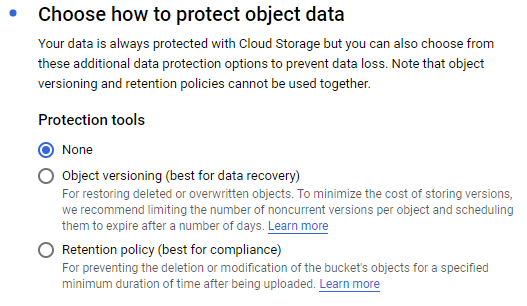 Choose how to protect object data
Your data is always protected with Cloud Storage but you can also choose from
these additional data protection options to prevent data loss. Note that object
versioning and retention policies cannot be used together.
Protection tools
None
Object versioning (best for data recovery)
For restoring deleted or overwritten objects. To minimize the cost of storing versions,
we recommend limiting the number of noncurrent versions per object and scheduling
them to expire after a number of days. Learn more
Retention policy (best for compliance)
For preventing the deletion or modification of the bucket's objects for a specified
minimum duration of time after being uploaded. Learn more